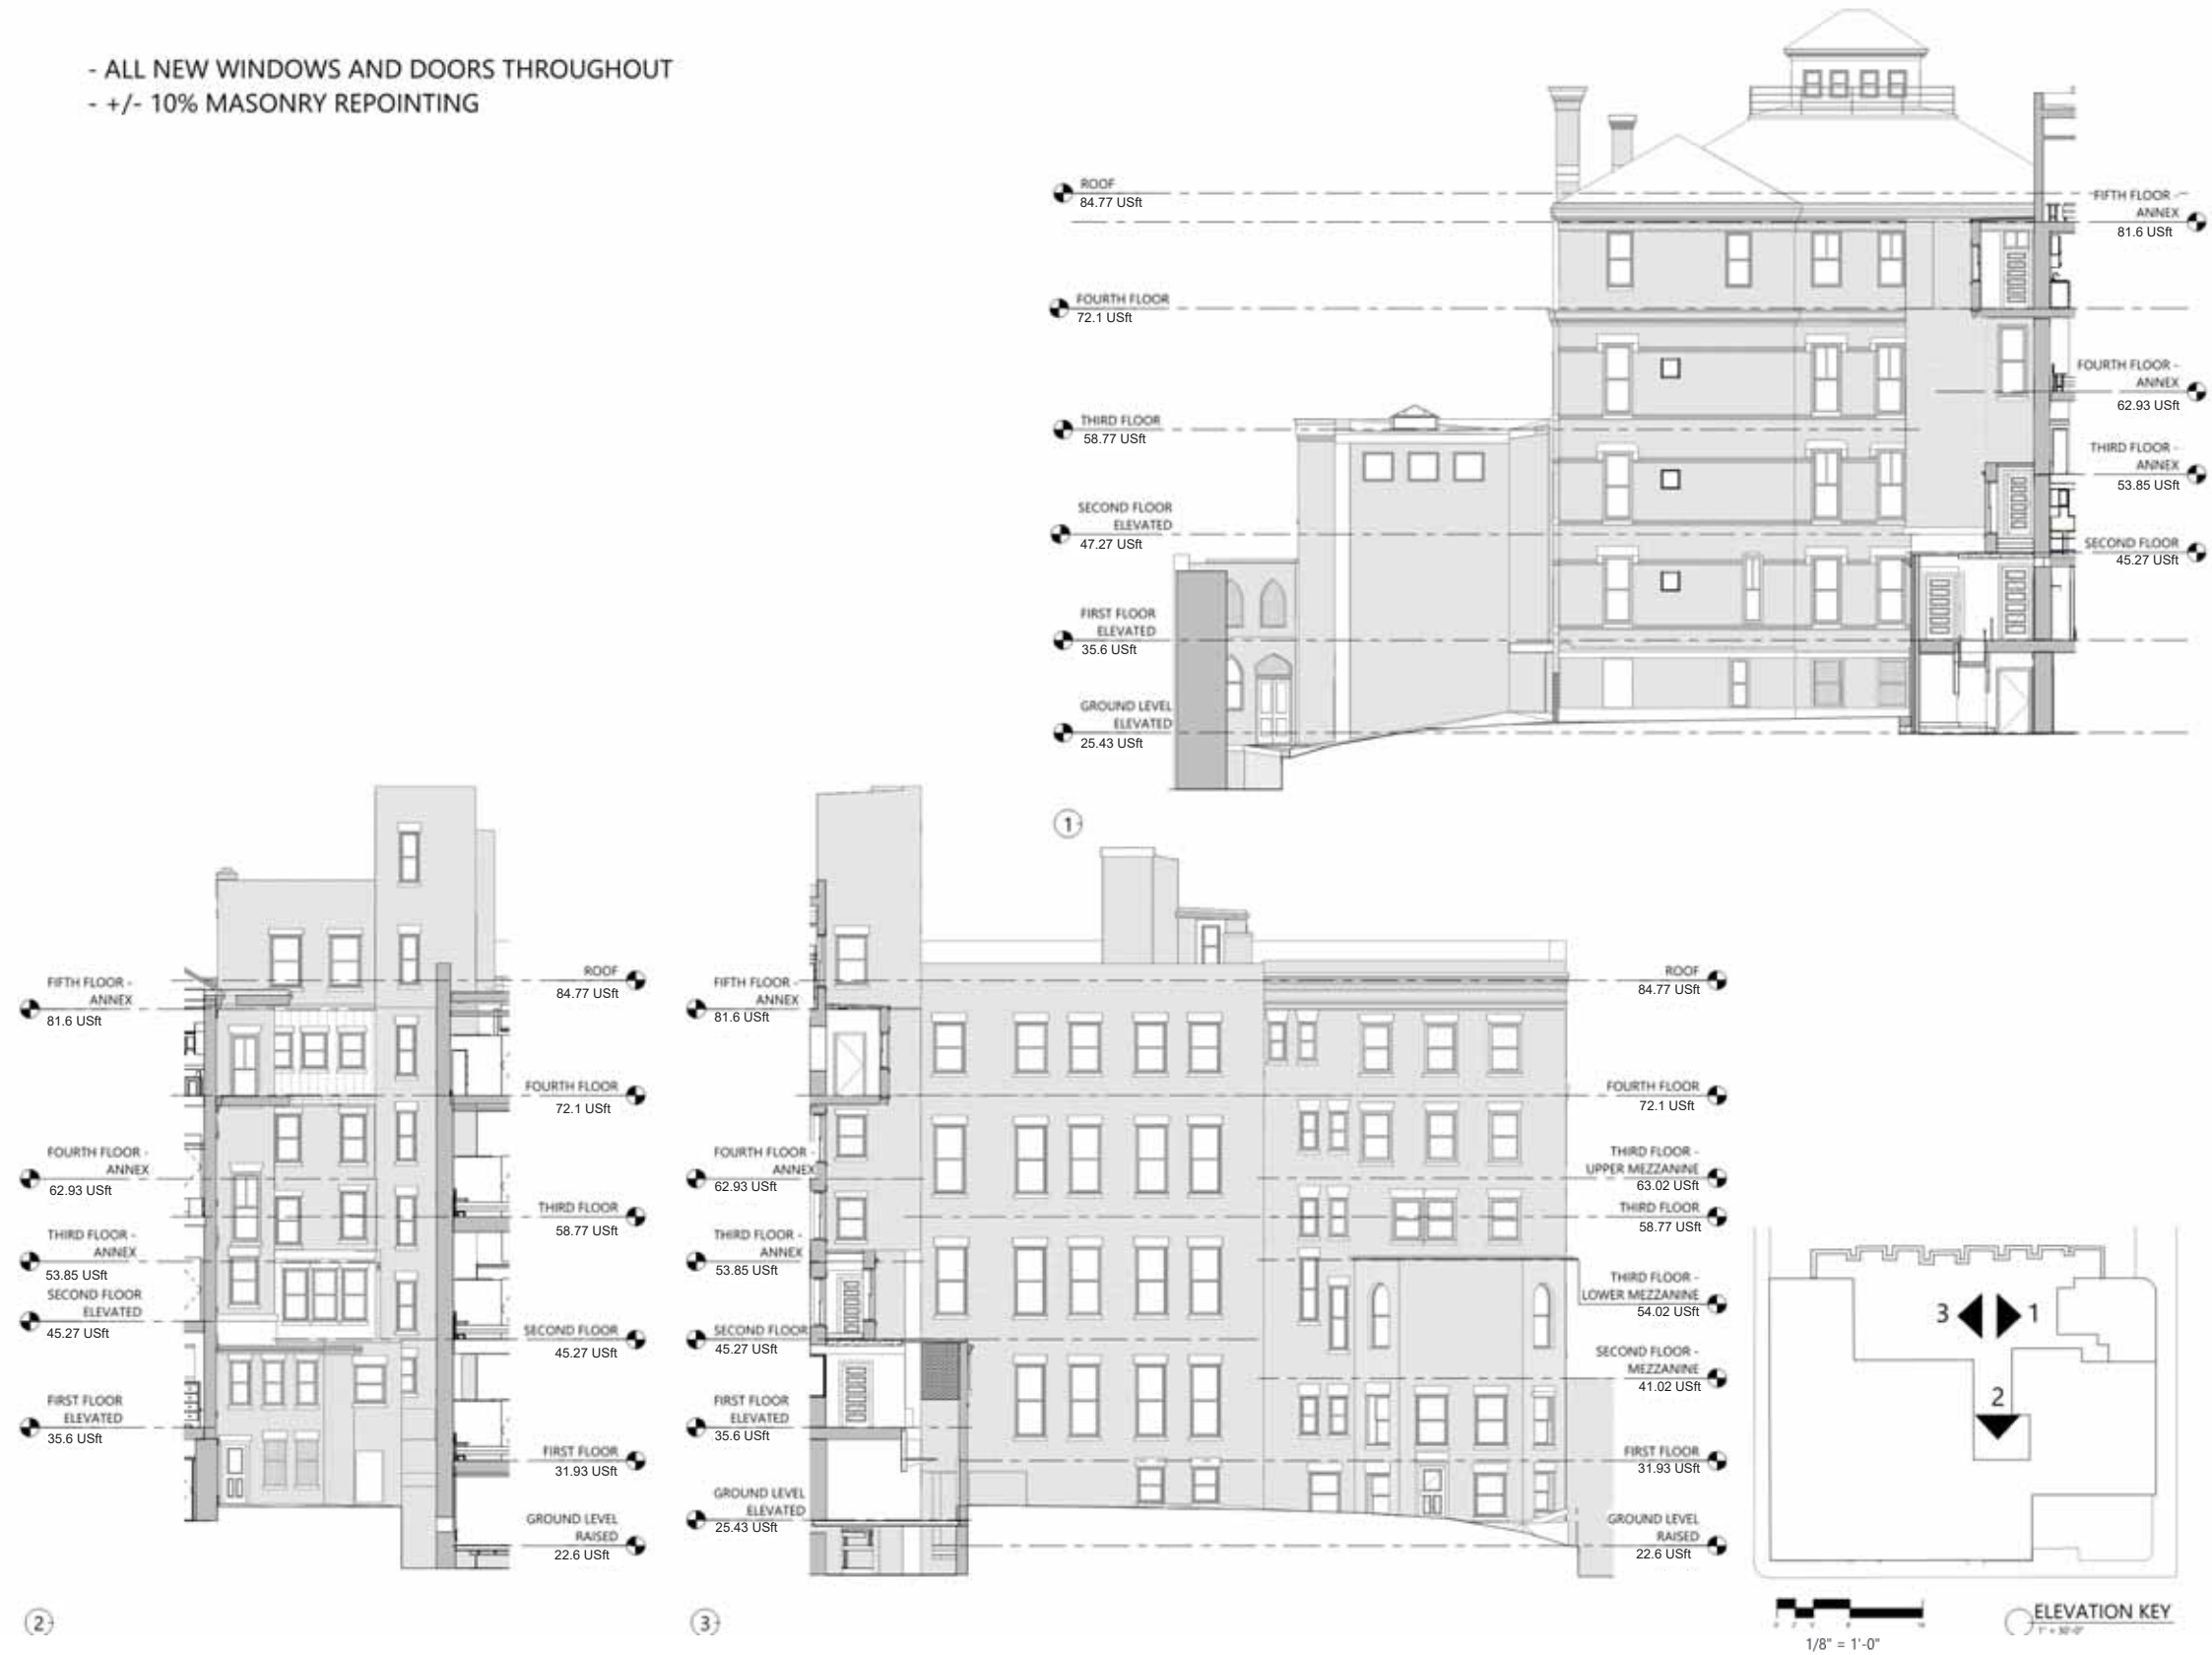 - ALL NEW WINDOWS AND DOORS THROUGHOUT
- +/- 10% MASONRY REPOINTING
ROOF
84.77 USft
FOURTH FLOOR
72.1 USft
THIRD FLOOR
58.77 USft
SECOND FLOOR
ELEVATED
47.27 USft
FIRST FLOOR
ELEVATED
35.6 USft
GROUND LEVEL
ELEVATED
25.43 USft
FIFTH FLOOR -
ANNEX
81.6 USft
FOURTH FLOOR -
ANNEX
62.93 USft
THIRD FLOOR -
ANNEX
53.85 USft
SECOND FLOOR
45.27 USft
1
FIFTH FLOOR -
ANNEX
81.6 USft
FOURTH FLOOR -
ANNEX
62.93 USft
THIRD FLOOR -
ANNEX
53.85 USft
SECOND FLOOR
ELEVATED
45.27 USft
FIRST FLOOR
ELEVATED
35.6 USft
ROOF
84.77 USft
FOURTH FLOOR
72.1 USft
THIRD FLOOR
58.77 USft
SECOND FLOOR
45.27 USft
FIRST FLOOR
31.93 USft
GROUND LEVEL
RAISED
22.6 USft
2
FIFTH FLOOR -
ANNEX
81.6 USft
FOURTH FLOOR -
ANNEX
62.93 USft
THIRD FLOOR -
ANNEX
53.85 USft
SECOND FLOOR
45.27 USft
FIRST FLOOR
ELEVATED
35.6 USft
GROUND LEVEL
ELEVATED
25.43 USft
ROOF
84.77 USft
FOURTH FLOOR
72.1 USft
THIRD FLOOR -
UPPER MEZZANINE
63.02 USft
THIRD FLOOR
58.77 USft
THIRD FLOOR -
LOWER MEZZANINE
54.02 USft
SECOND FLOOR -
MEZZANINE
41.02 USft
FIRST FLOOR
31.93 USft
GROUND LEVEL
RAISED
22.6 USft
3
3 1
2
ELEVATION KEY
1" = 30'-0"
1/8" = 1'-0"